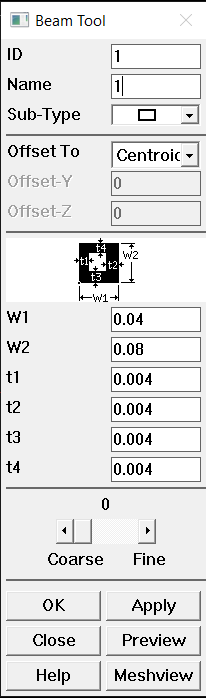 Beam Tool
ID 1
Name 1
Sub-Type
Offset To Centroid
Offset-Y 0
Offset-Z 0
t4
t1 t2 W2
t3
W1
W1 0.04
W2 0.08
t1 0.004
t2 0.004
t3 0.004
t4 0.004
0
Coarse Fine
OK Apply
Close Preview
Help Meshview